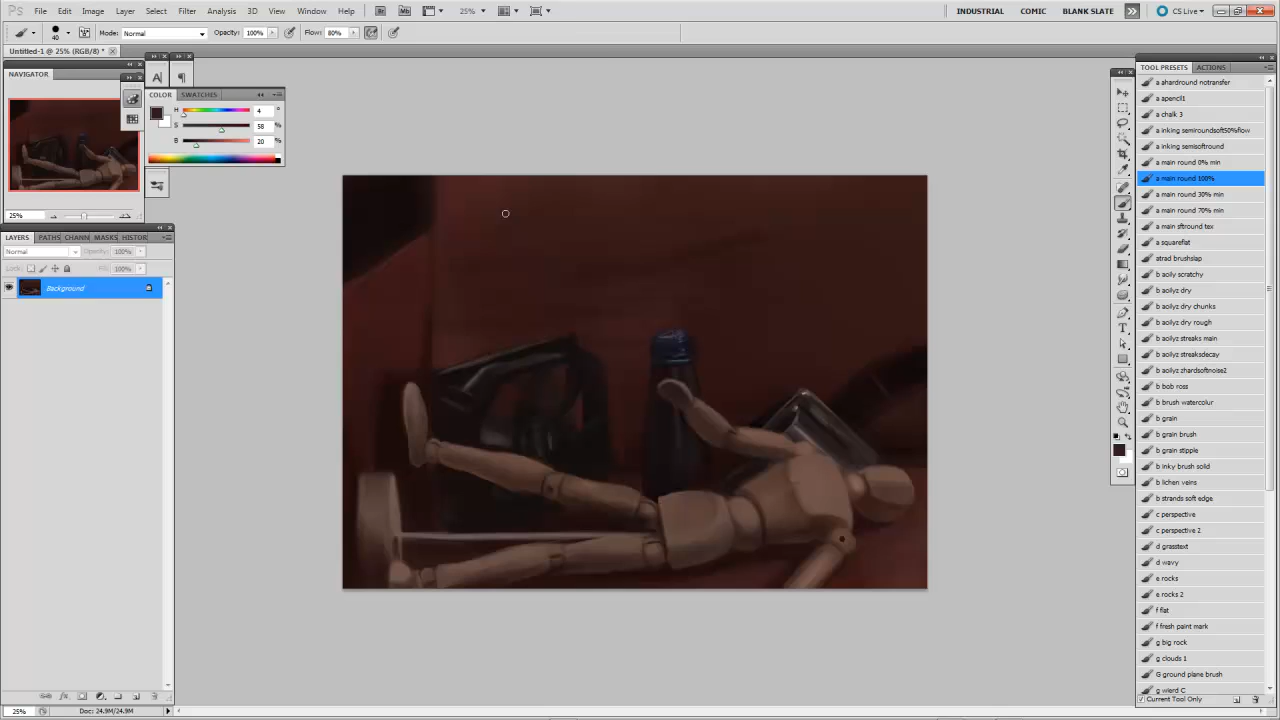 Ps File Edit Image Layer Select Filter Analysis 3D View Window Help Br Mb 25% INDUSTRIAL COMIC BLANK SLATE CS Live
40 Mode: Normal Opacity: 100% Flow: 80%
Untitled-1 @ 25% (RGB/8) *
NAVIGATOR
25%
COLOR SWATCHES
H 4 °
S 58 %
B 20 %
LAYERS PATHS CHANN MASKS HISTOR
Normal Opacity: 100%
Lock: Fill: 100%
Background
TOOL PRESETS ACTIONS
a ahardround notransfer
a apencil1
a chalk 3
a inking semiroundsoft50%flow
a inking semisoftround
a main round 0% min
a main round 100%
a main round 30% min
a main round 70% min
a main sftround tex
a squareflat
atrad brushslap
b aoily scratchy
b aoilyz dry
b aoilyz dry chunks
b aoilyz dry rough
b aoilyz streaks main
b aoilyz streaksdecay
b aoilyz zhardsoftnoise2
b bob ross
b brush watercolur
b grain
b grain brush
b grain stipple
b inky brush solid
b lichen veins
b strands soft edge
c perspective
c perspective 2
d grasstext
d wavy
e rocks
e rocks 2
f flat
f fresh paint mark
g big rock
g clouds 1
G ground plane brush
g wierd C
Current Tool Only
25% Doc: 24.9M/24.9M